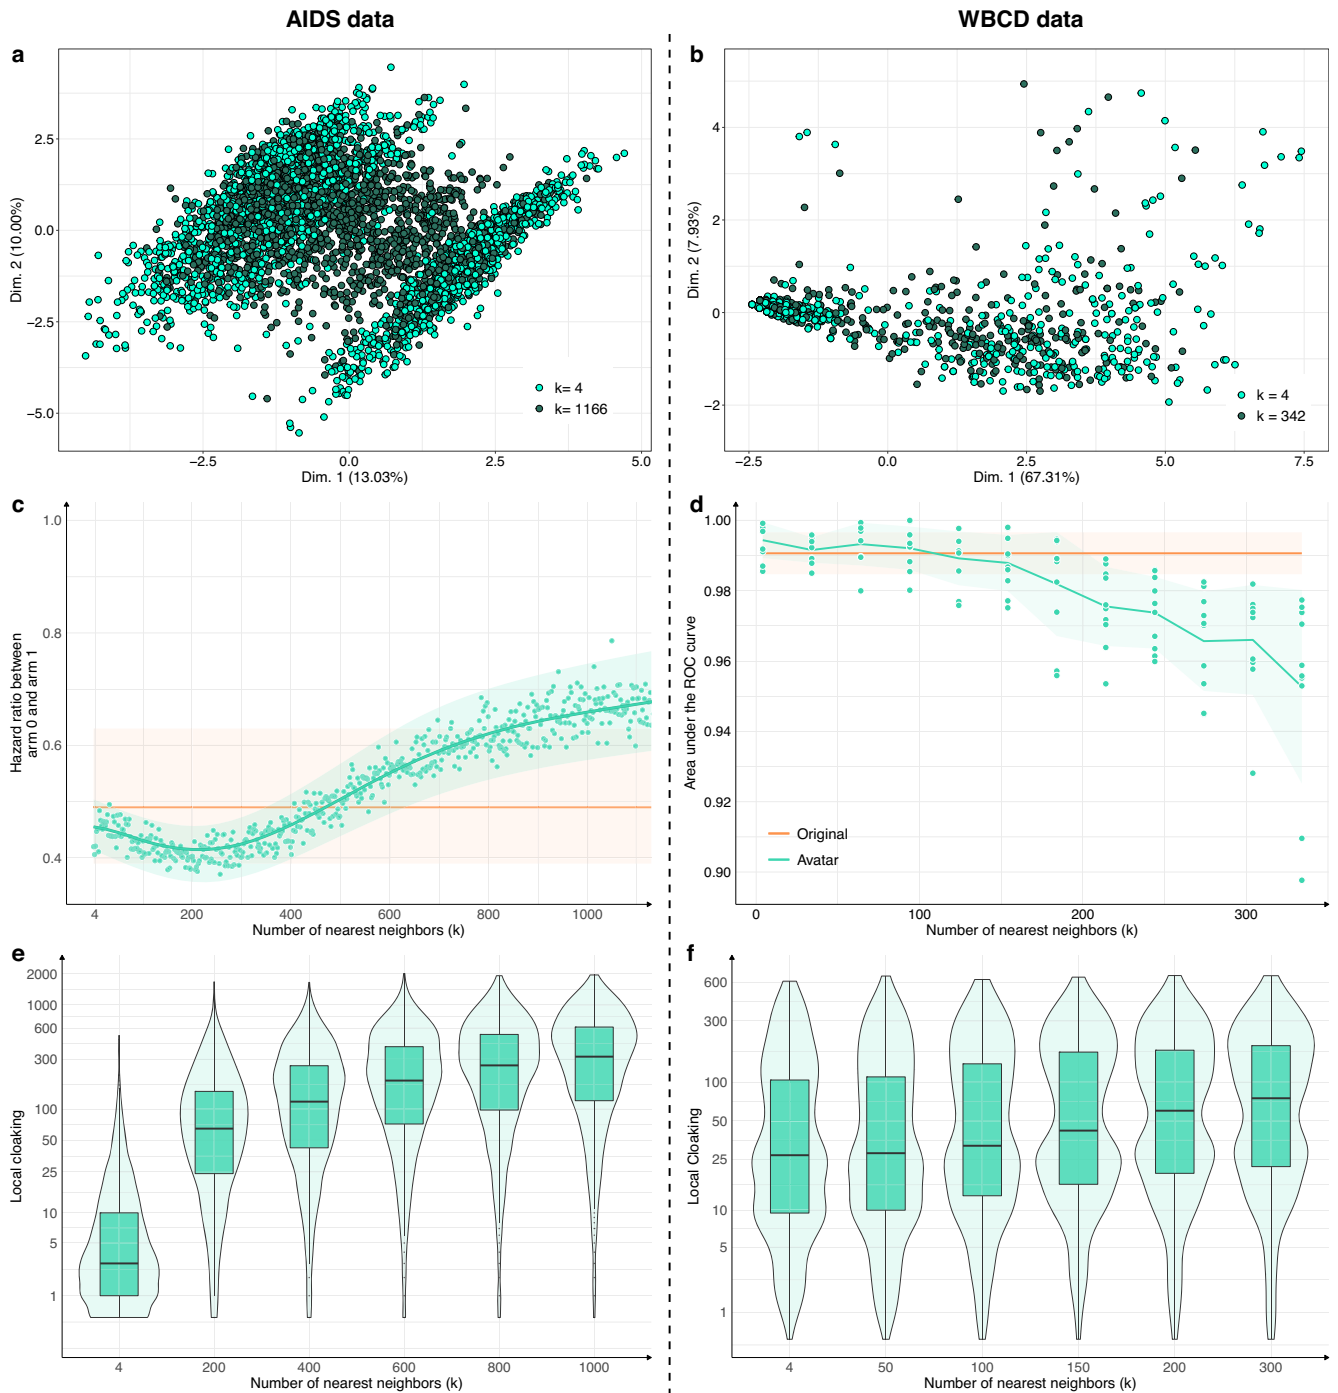 AIDS data
WBCD data
a
Dim. 2 (10.00%)
2.5
0.0
−2.5
−5.0
k= 4
k= 1166
−2.5
0.0
2.5
5.0
Dim. 1 (13.03%)
b
Dim. 2 (7.93%)
4
2
0
−2
k = 4
k = 342
−2.5
0.0
2.5
5.0
7.5
Dim. 1 (67.31%)
c
Hazard ratio between
arm 0 and arm 1
1.0
0.8
0.6
0.4
4
200
400
600
800
1000
Number of nearest neighbors (k)
d
Area under the ROC curve
1.00
0.98
0.96
0.94
0.92
0.90
Original
Avatar
0
100
200
300
Number of nearest neighbors (k)
e
Local cloaking
2000
1000
600
300
100
50
25
10
5
1
4
200
400
600
800
1000
Number of nearest neighbors (k)
f
Local Cloaking
600
300
100
50
25
10
5
1
4
50
100
150
200
300
Number of nearest neighbors (k)